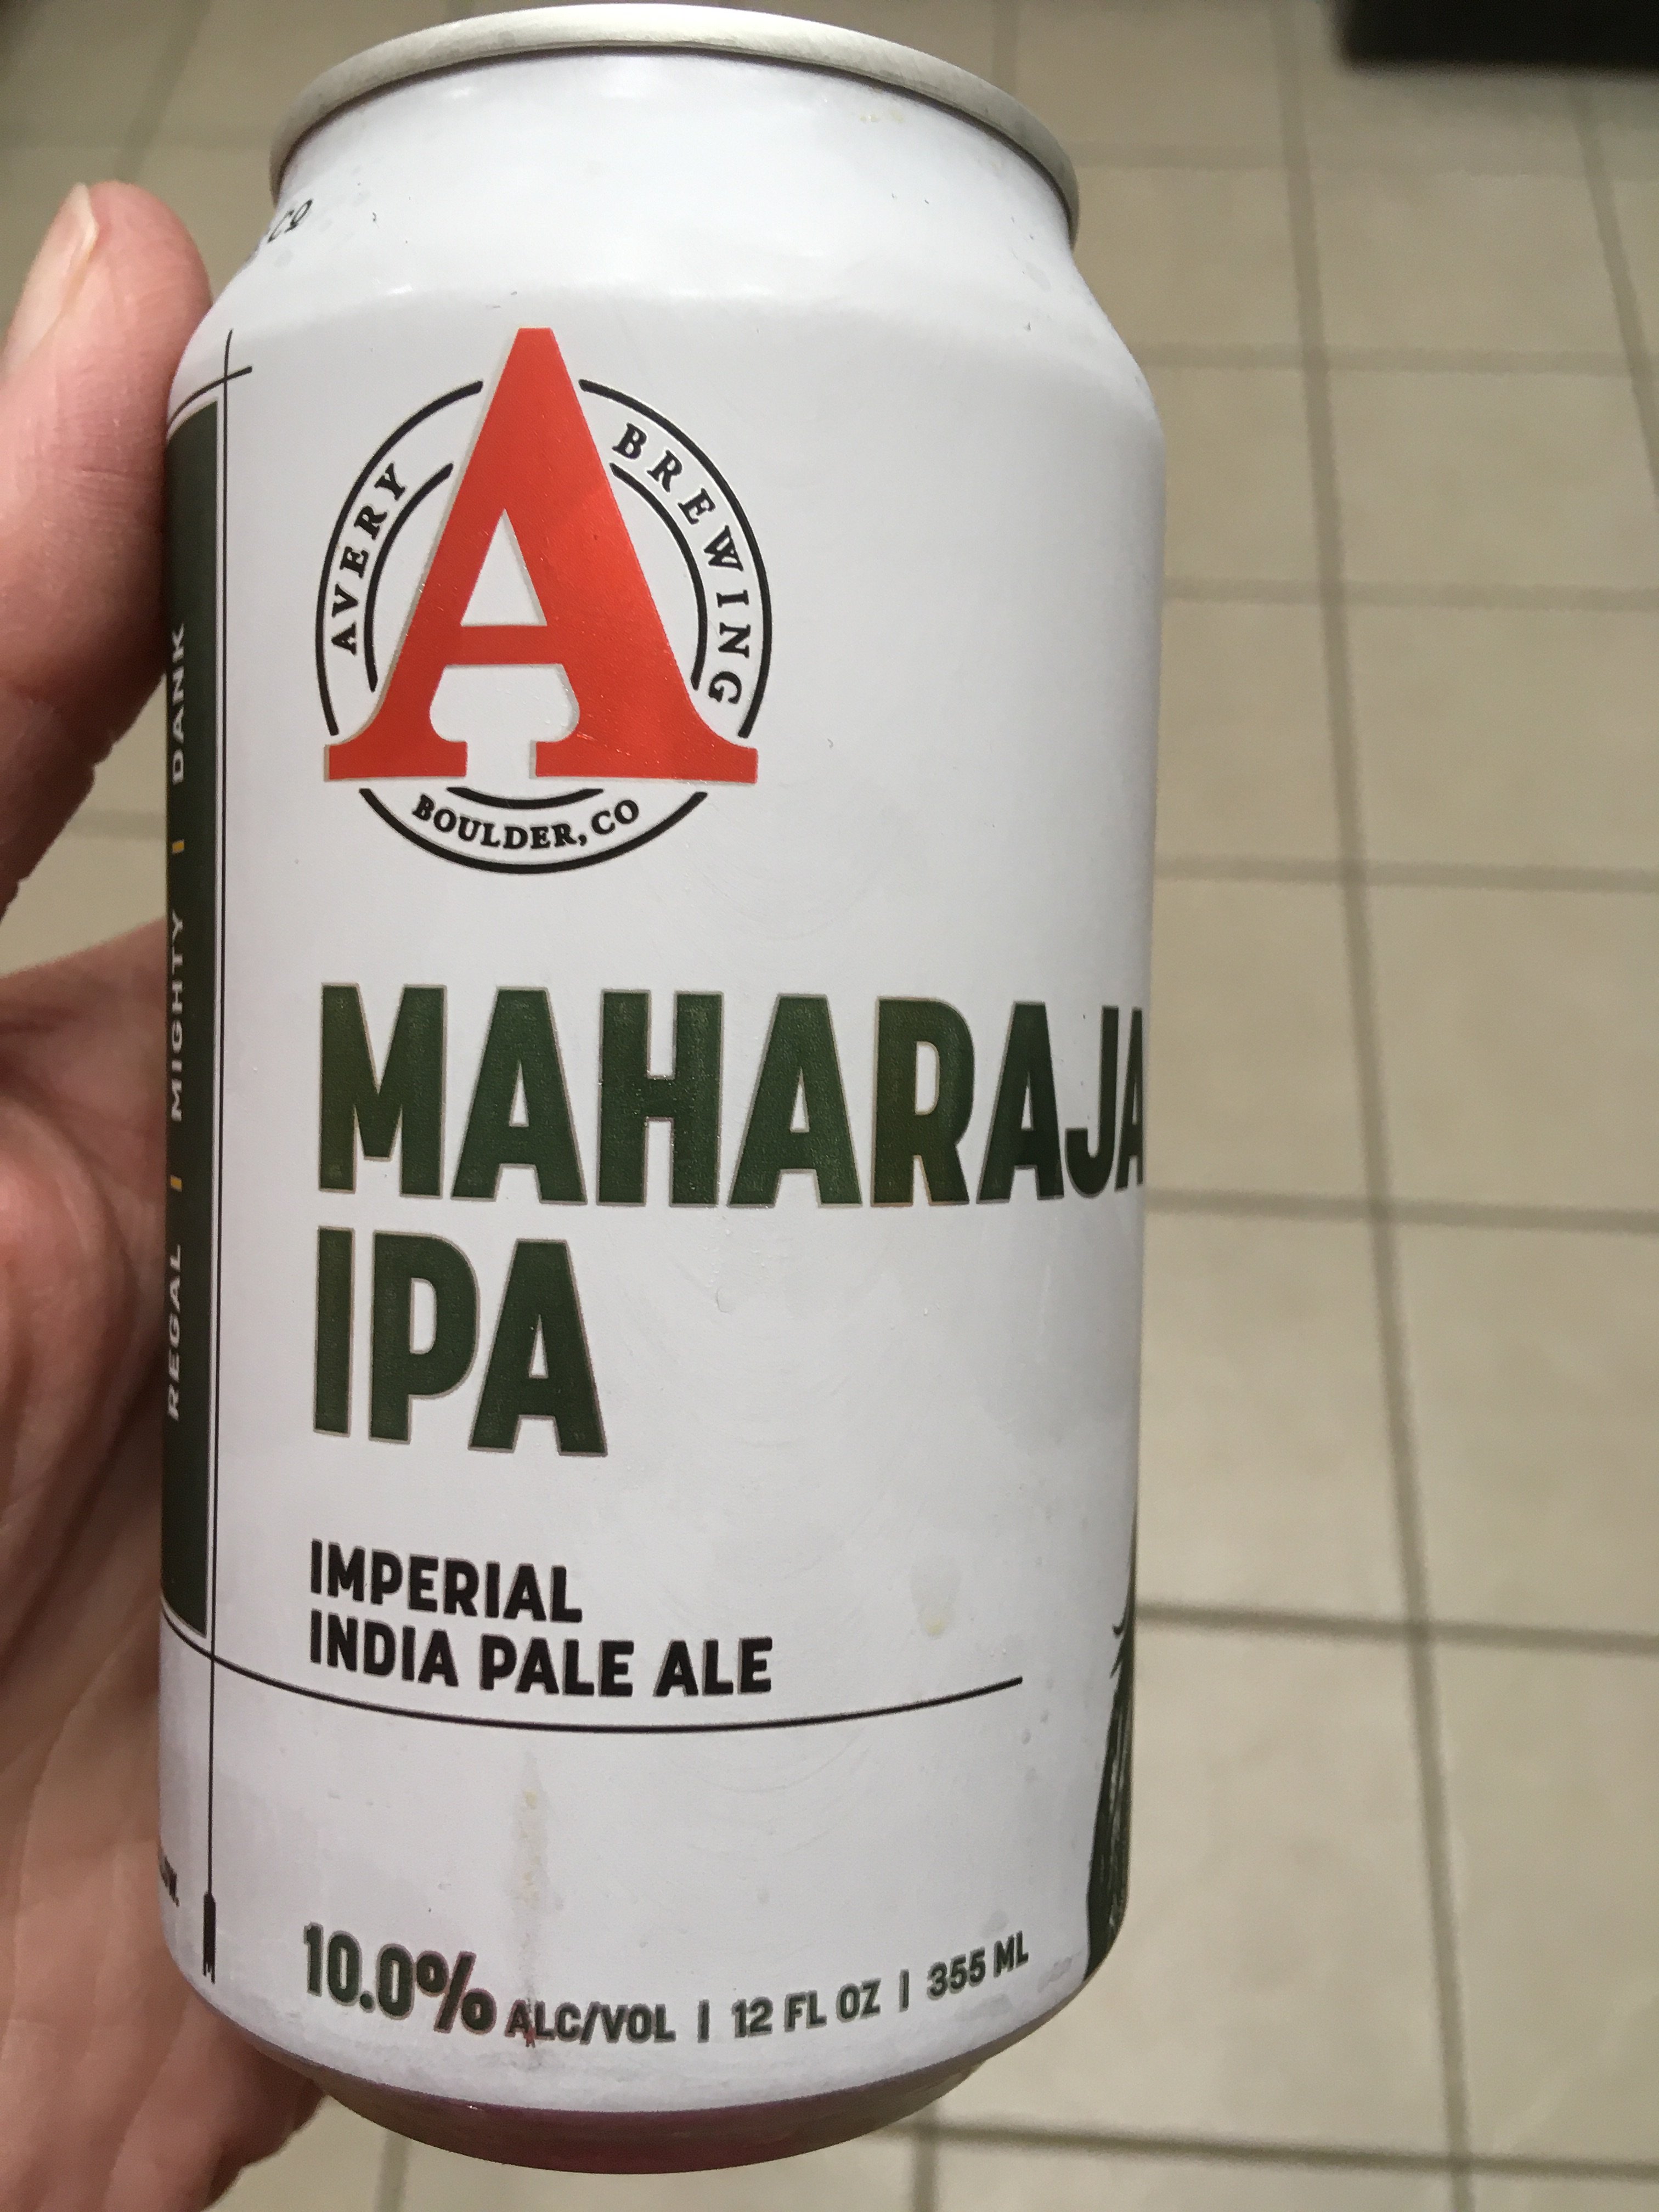 CO
AVERY BREWING
A
BOULDER, CO
REGAL | MIGHTY | DANK
MAHARAJA
IPA
IMPERIAL
INDIA PALE ALE
10.0% ALC/VOL | 12 FL OZ | 355 ML